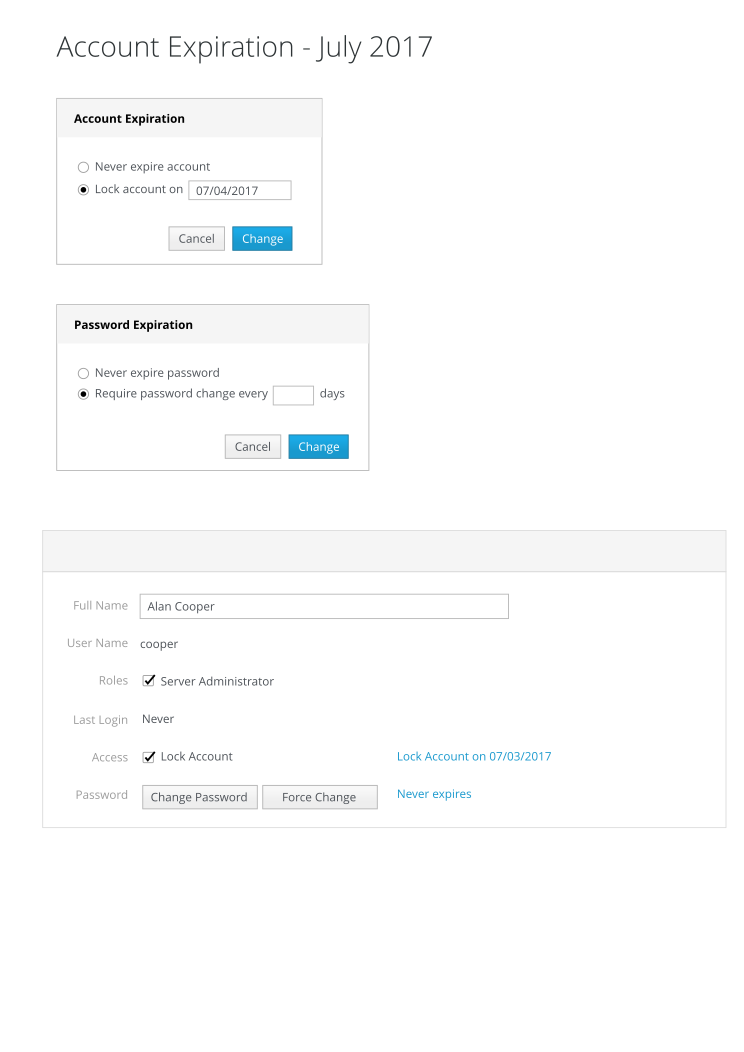 Account Expiration - July 2017
Account Expiration
Never expire account
Lock account on 07/04/2017
Cancel Change
Password Expiration
Never expire password
Require password change every days
Cancel Change
Full Name Alan Cooper
User Name cooper
Roles Server Administrator
Last Login Never
Access Lock Account Lock Account on 07/03/2017
Password Change Password Force Change Never expires